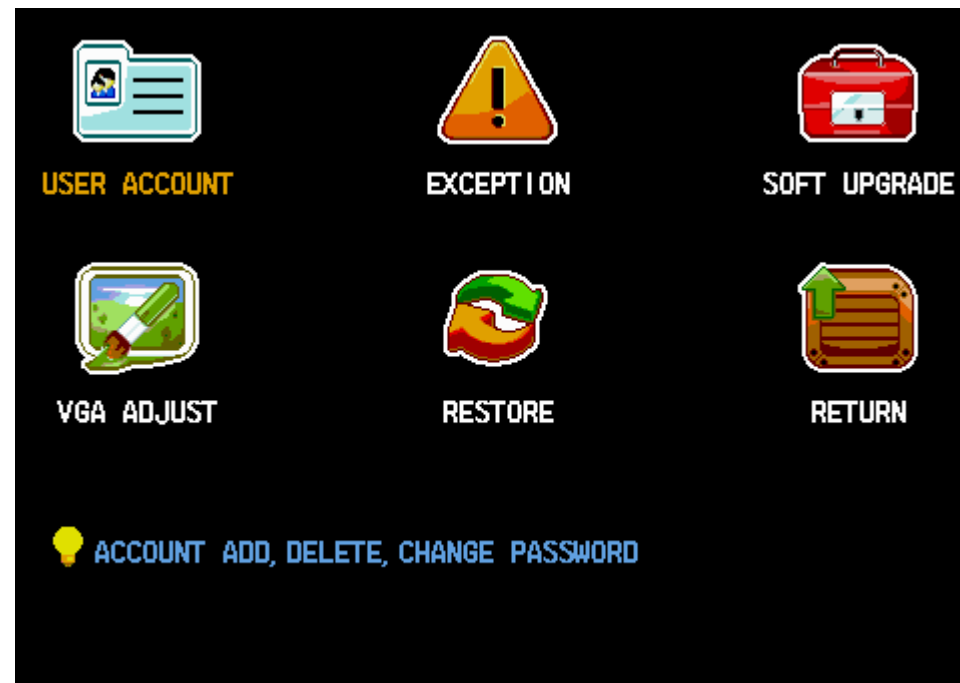 USER ACCOUNT
EXCEPTION
SOFT UPGRADE
VGA ADJUST
RESTORE
RETURN
ACCOUNT ADD, DELETE, CHANGE PASSWORD